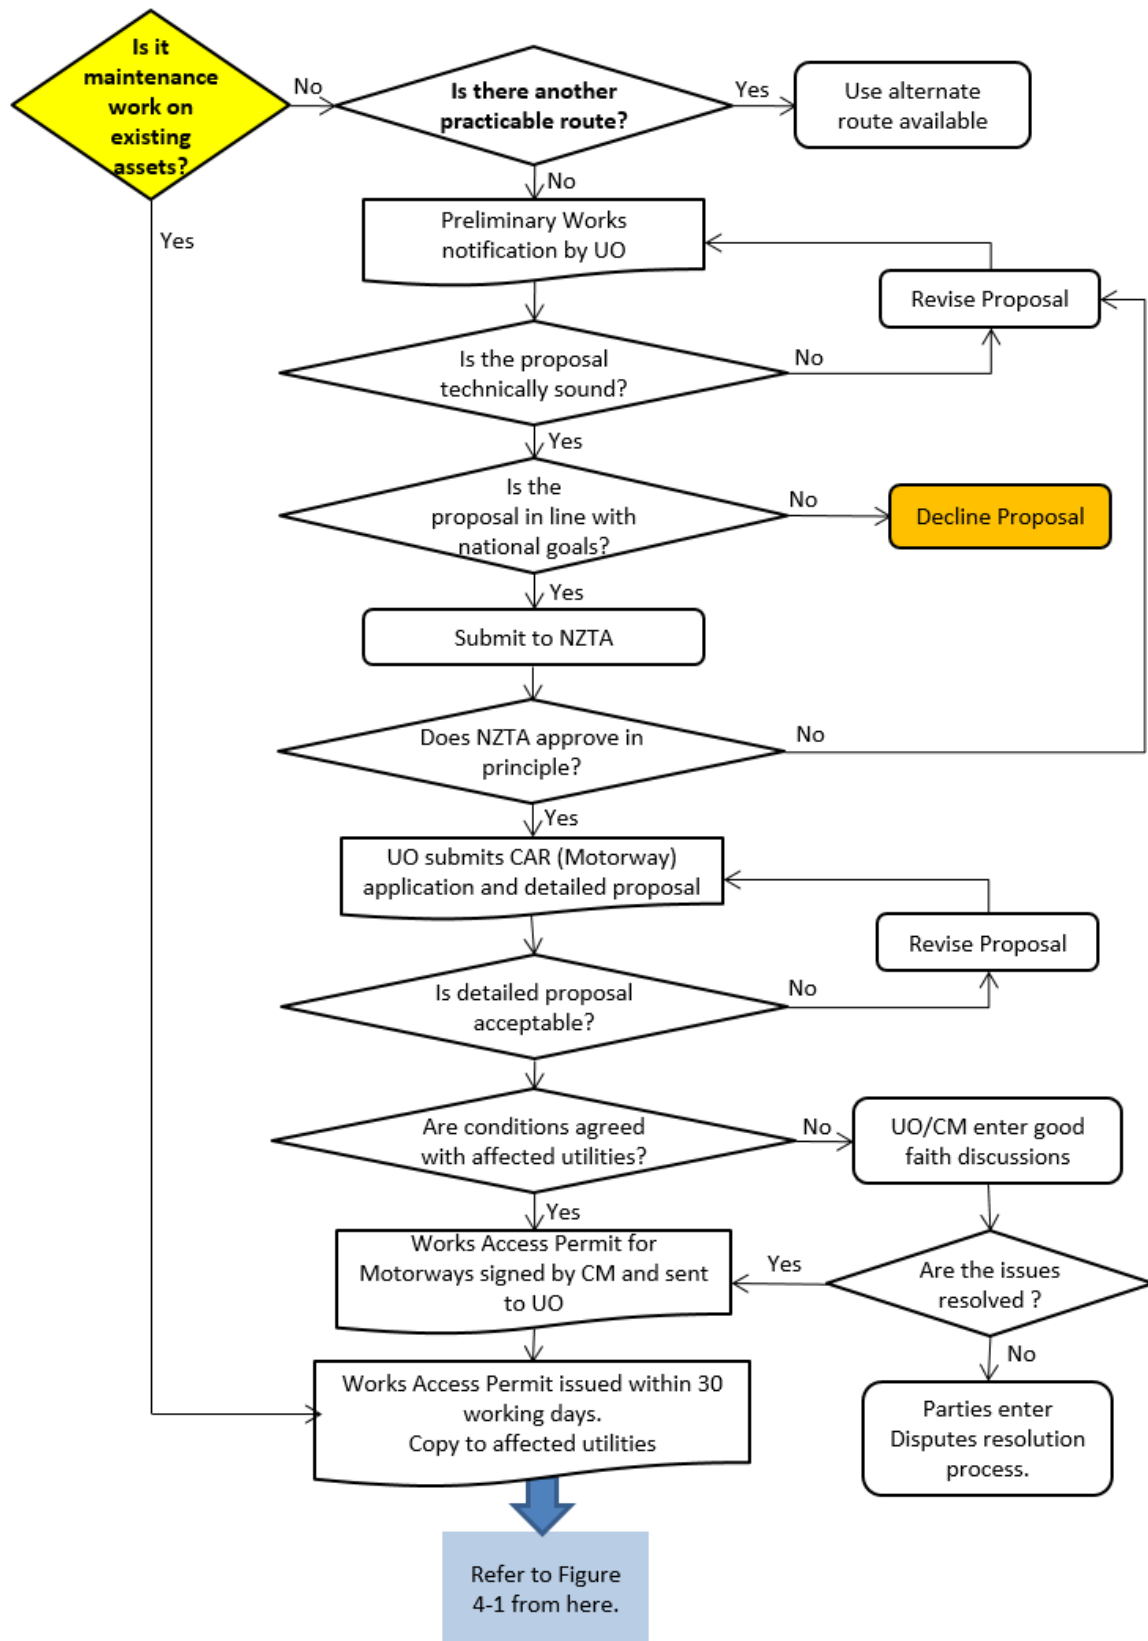 Is it
maintenance
work on
existing
assets?
No
Is there another
practicable route?
Yes
Use alternate
route available
No
Yes
Preliminary Works
notification by UO
Revise Proposal
Is the proposal
technically sound?
No
Yes
Is the
proposal in line with
national goals?
No
Decline Proposal
Yes
Submit to NZTA
Does NZTA approve in
principle?
No
Yes
UO submits CAR (Motorway)
application and detailed proposal
Revise Proposal
Is detailed proposal
acceptable?
No
Are conditions agreed
with affected utilities?
No
UO/CM enter good
faith discussions
Yes
Works Access Permit for
Motorways signed by CM and sent
to UO
Yes
Are the issues
resolved ?
No
Works Access Permit issued within 30
working days.
Copy to affected utilities
Parties enter
Disputes resolution
process.
Refer to Figure
4-1 from here.